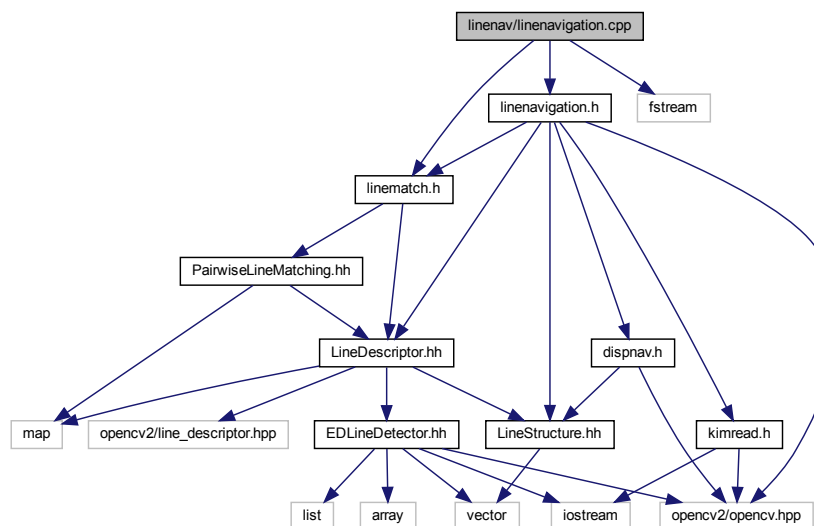 linenav/linenavigation.cpp
linenavigation.h
fstream
linematch.h
PairwiseLineMatching.hh
LineDescriptor.hh
dispnav.h
map
opencv2/line_descriptor.hpp
EDLineDetector.hh
LineStructure.hh
kimread.h
list
array
vector
iostream
opencv2/opencv.hpp